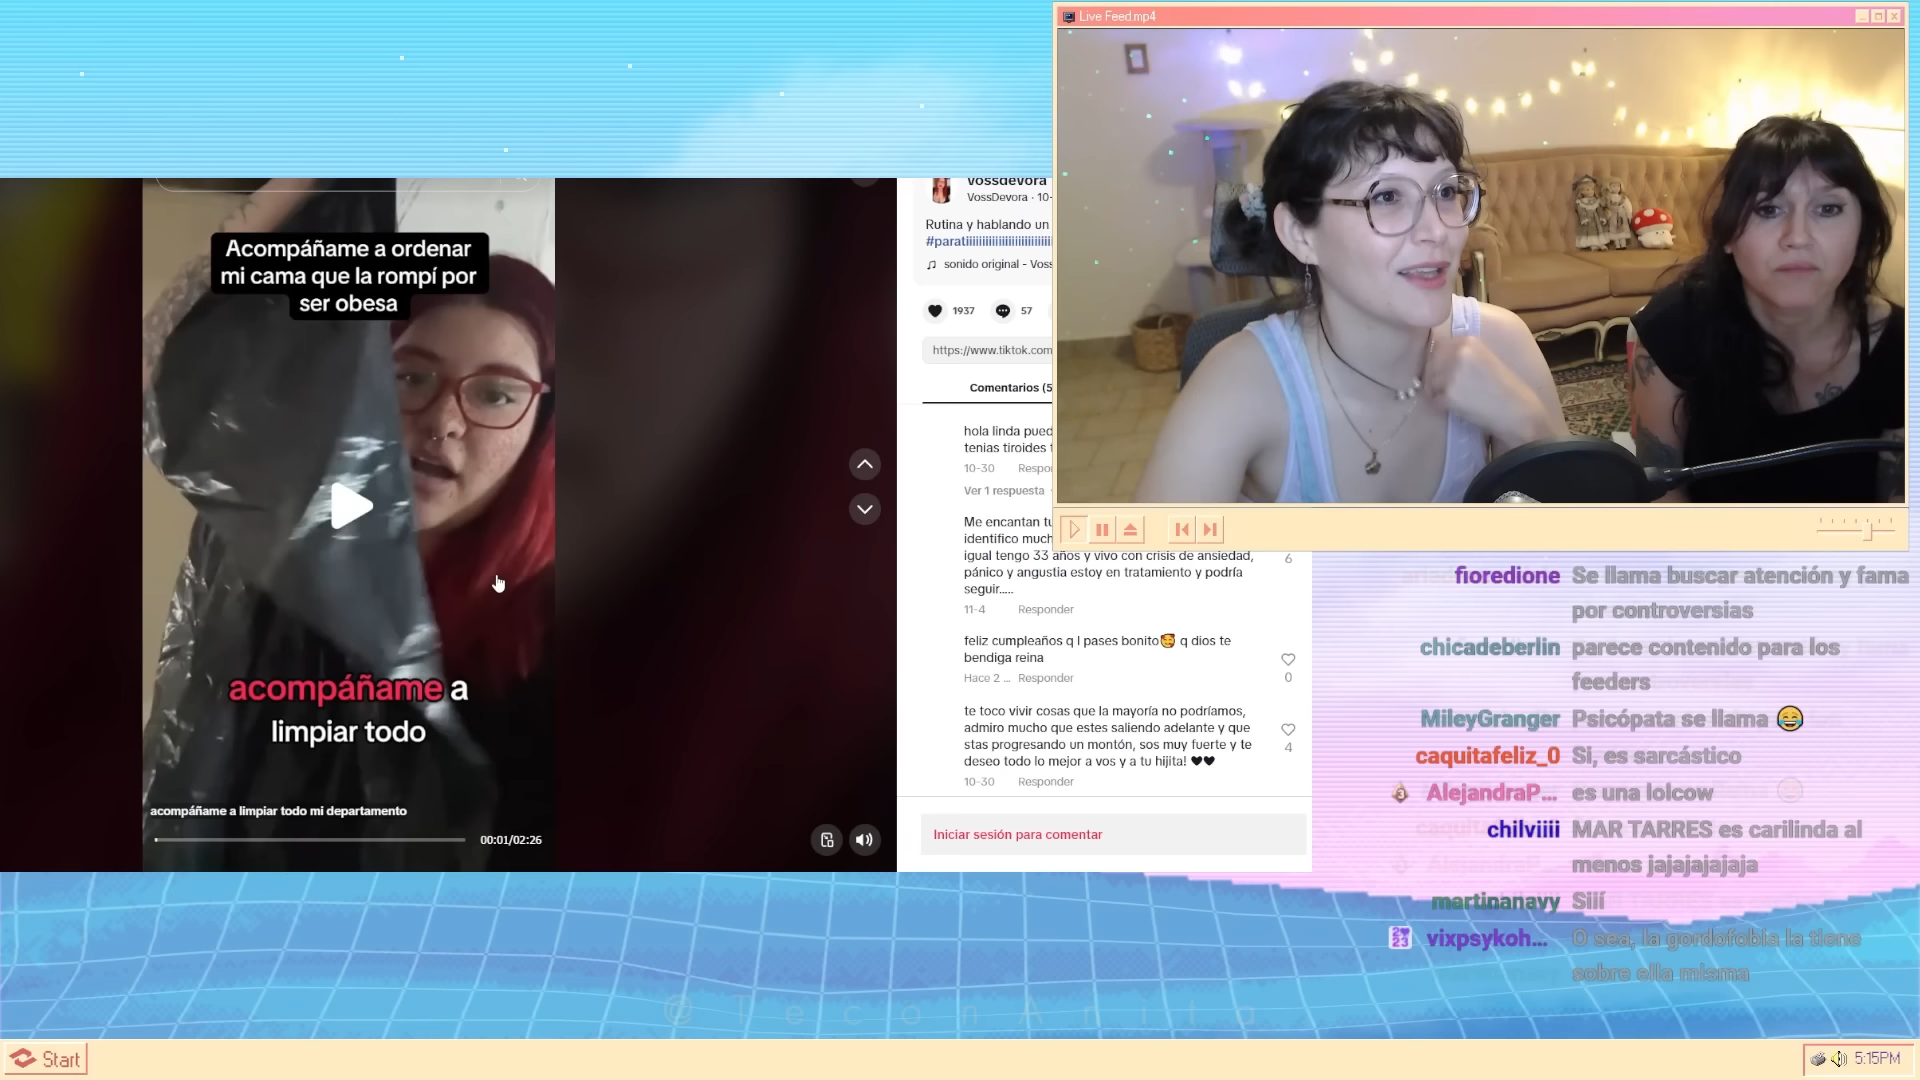 Live Feed.mp4
Acompáñame a ordenar
mi cama que la rompí por
ser obesa
acompáñame a
limpiar todo
acompáñame a limpiar todo mi departamento
00:01/02:26
vossdevora
VossDevora · 10-
Rutina y hablando un
sonido original - Voss
1937
57
https://www.tiktok.com
Comentarios (5
hola linda pued
tenias tiroides
10-30 Respo
Ver 1 respuesta
Me encantan tu
identifico much
igual tengo 33 años y vivo con crisis de ansiedad,
pánico y angustia estoy en tratamiento y podría
seguir.....
6
11-4 Responder
feliz cumpleaños q l pases bonito🥰 q dios te
bendiga reina
0
Hace 2 ... Responder
te toco vivir cosas que la mayoría no podríamos,
admiro mucho que estes saliendo adelante y que
stas progresando un montón, sos muy fuerte y te
deseo todo lo mejor a vos y a tu hijita! 🖤🖤
4
10-30 Responder
Iniciar sesión para comentar
fioredione Se llama buscar atención y fama
por controversias
chicadeberlin parece contenido para los
feeders
MileyGranger Psicópata se llama 😂
caquitafeliz_0 Si, es sarcástico
AlejandraP... es una lolcow
chilviiii MAR TARRES es carilinda al
menos jajajajajaja
martinanavy Siií
vixpsykoh... O sea, la gordofobia la tiene
sobre ella misma
@TeconAnita
Start
5:15PM